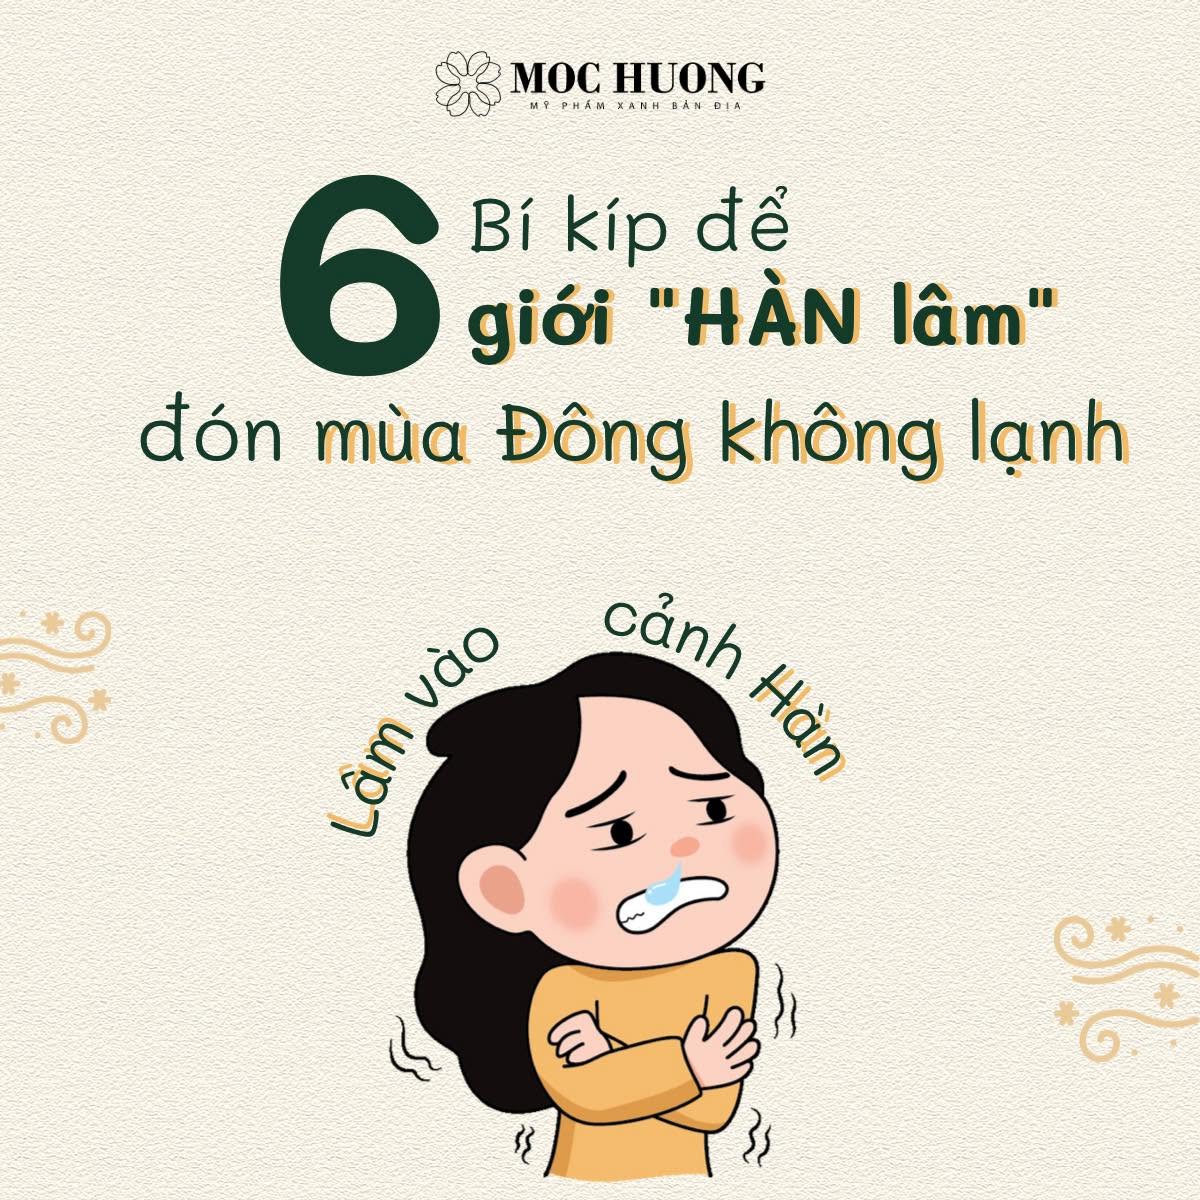 MOC HUONG
MỸ PHẨM XANH BẢN ĐỊA
6 Bí kíp để
giới "HÀN lâm"
đón mùa Đông không lạnh
Lâm vào cảnh Hàn